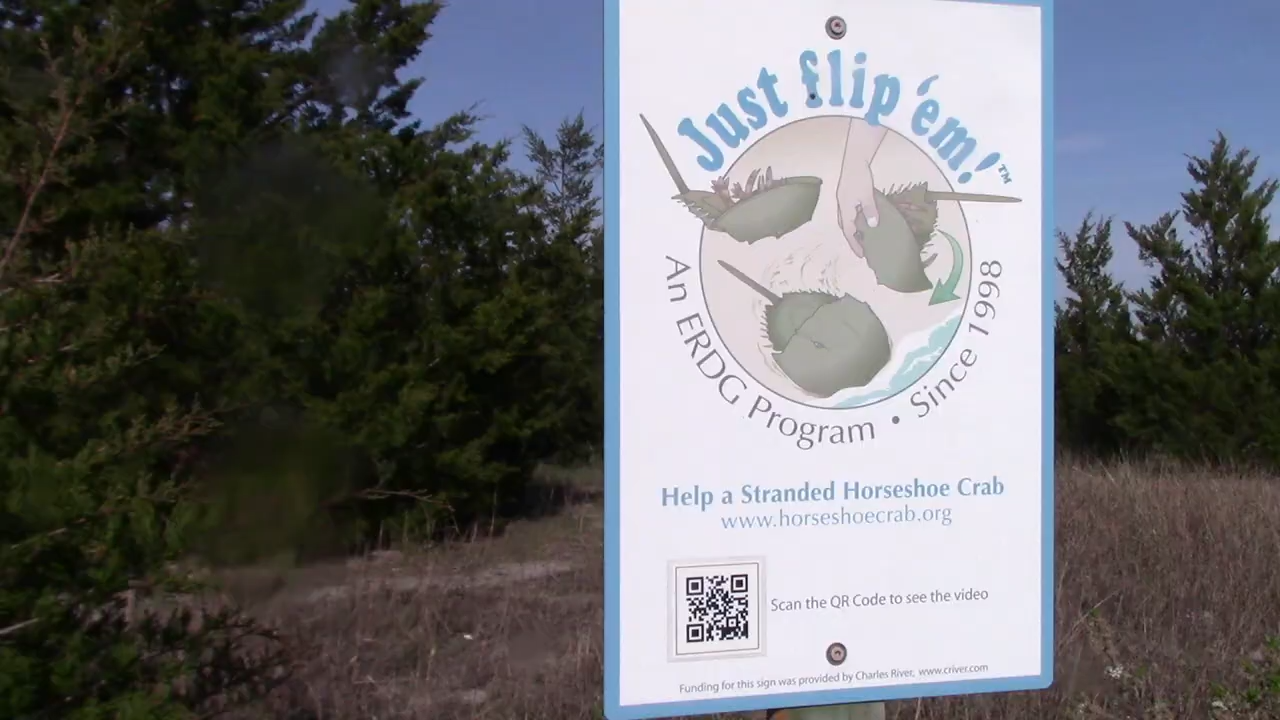 Just flip 'em!™
An ERDG Program • Since 1998
Help a Stranded Horseshoe Crab
www.horseshoecrab.org
Scan the QR Code to see the video
Funding for this sign was provided by Charles River, www.criver.com